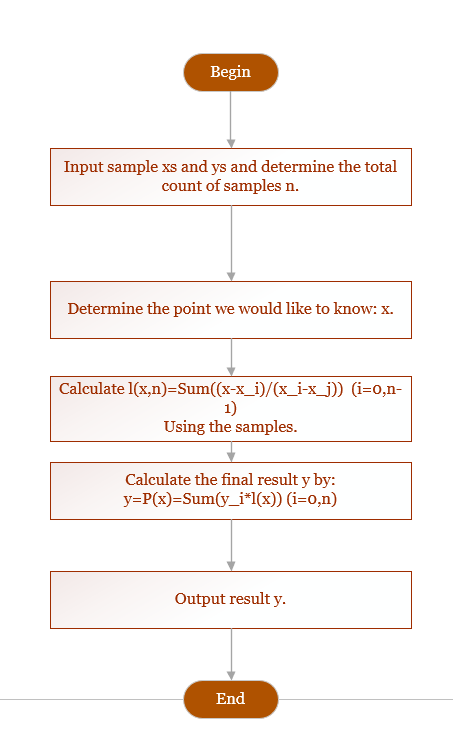 Begin
Input sample xs and ys and determine the total
count of samples n.
Determine the point we would like to know: x.
Calculate l(x,n)=Sum((x-x_i)/(x_i-x_j))  (i=0,n-
1)
Using the samples.
Calculate the final result y by:
y=P(x)=Sum(y_i*l(x)) (i=0,n)
Output result y.
End